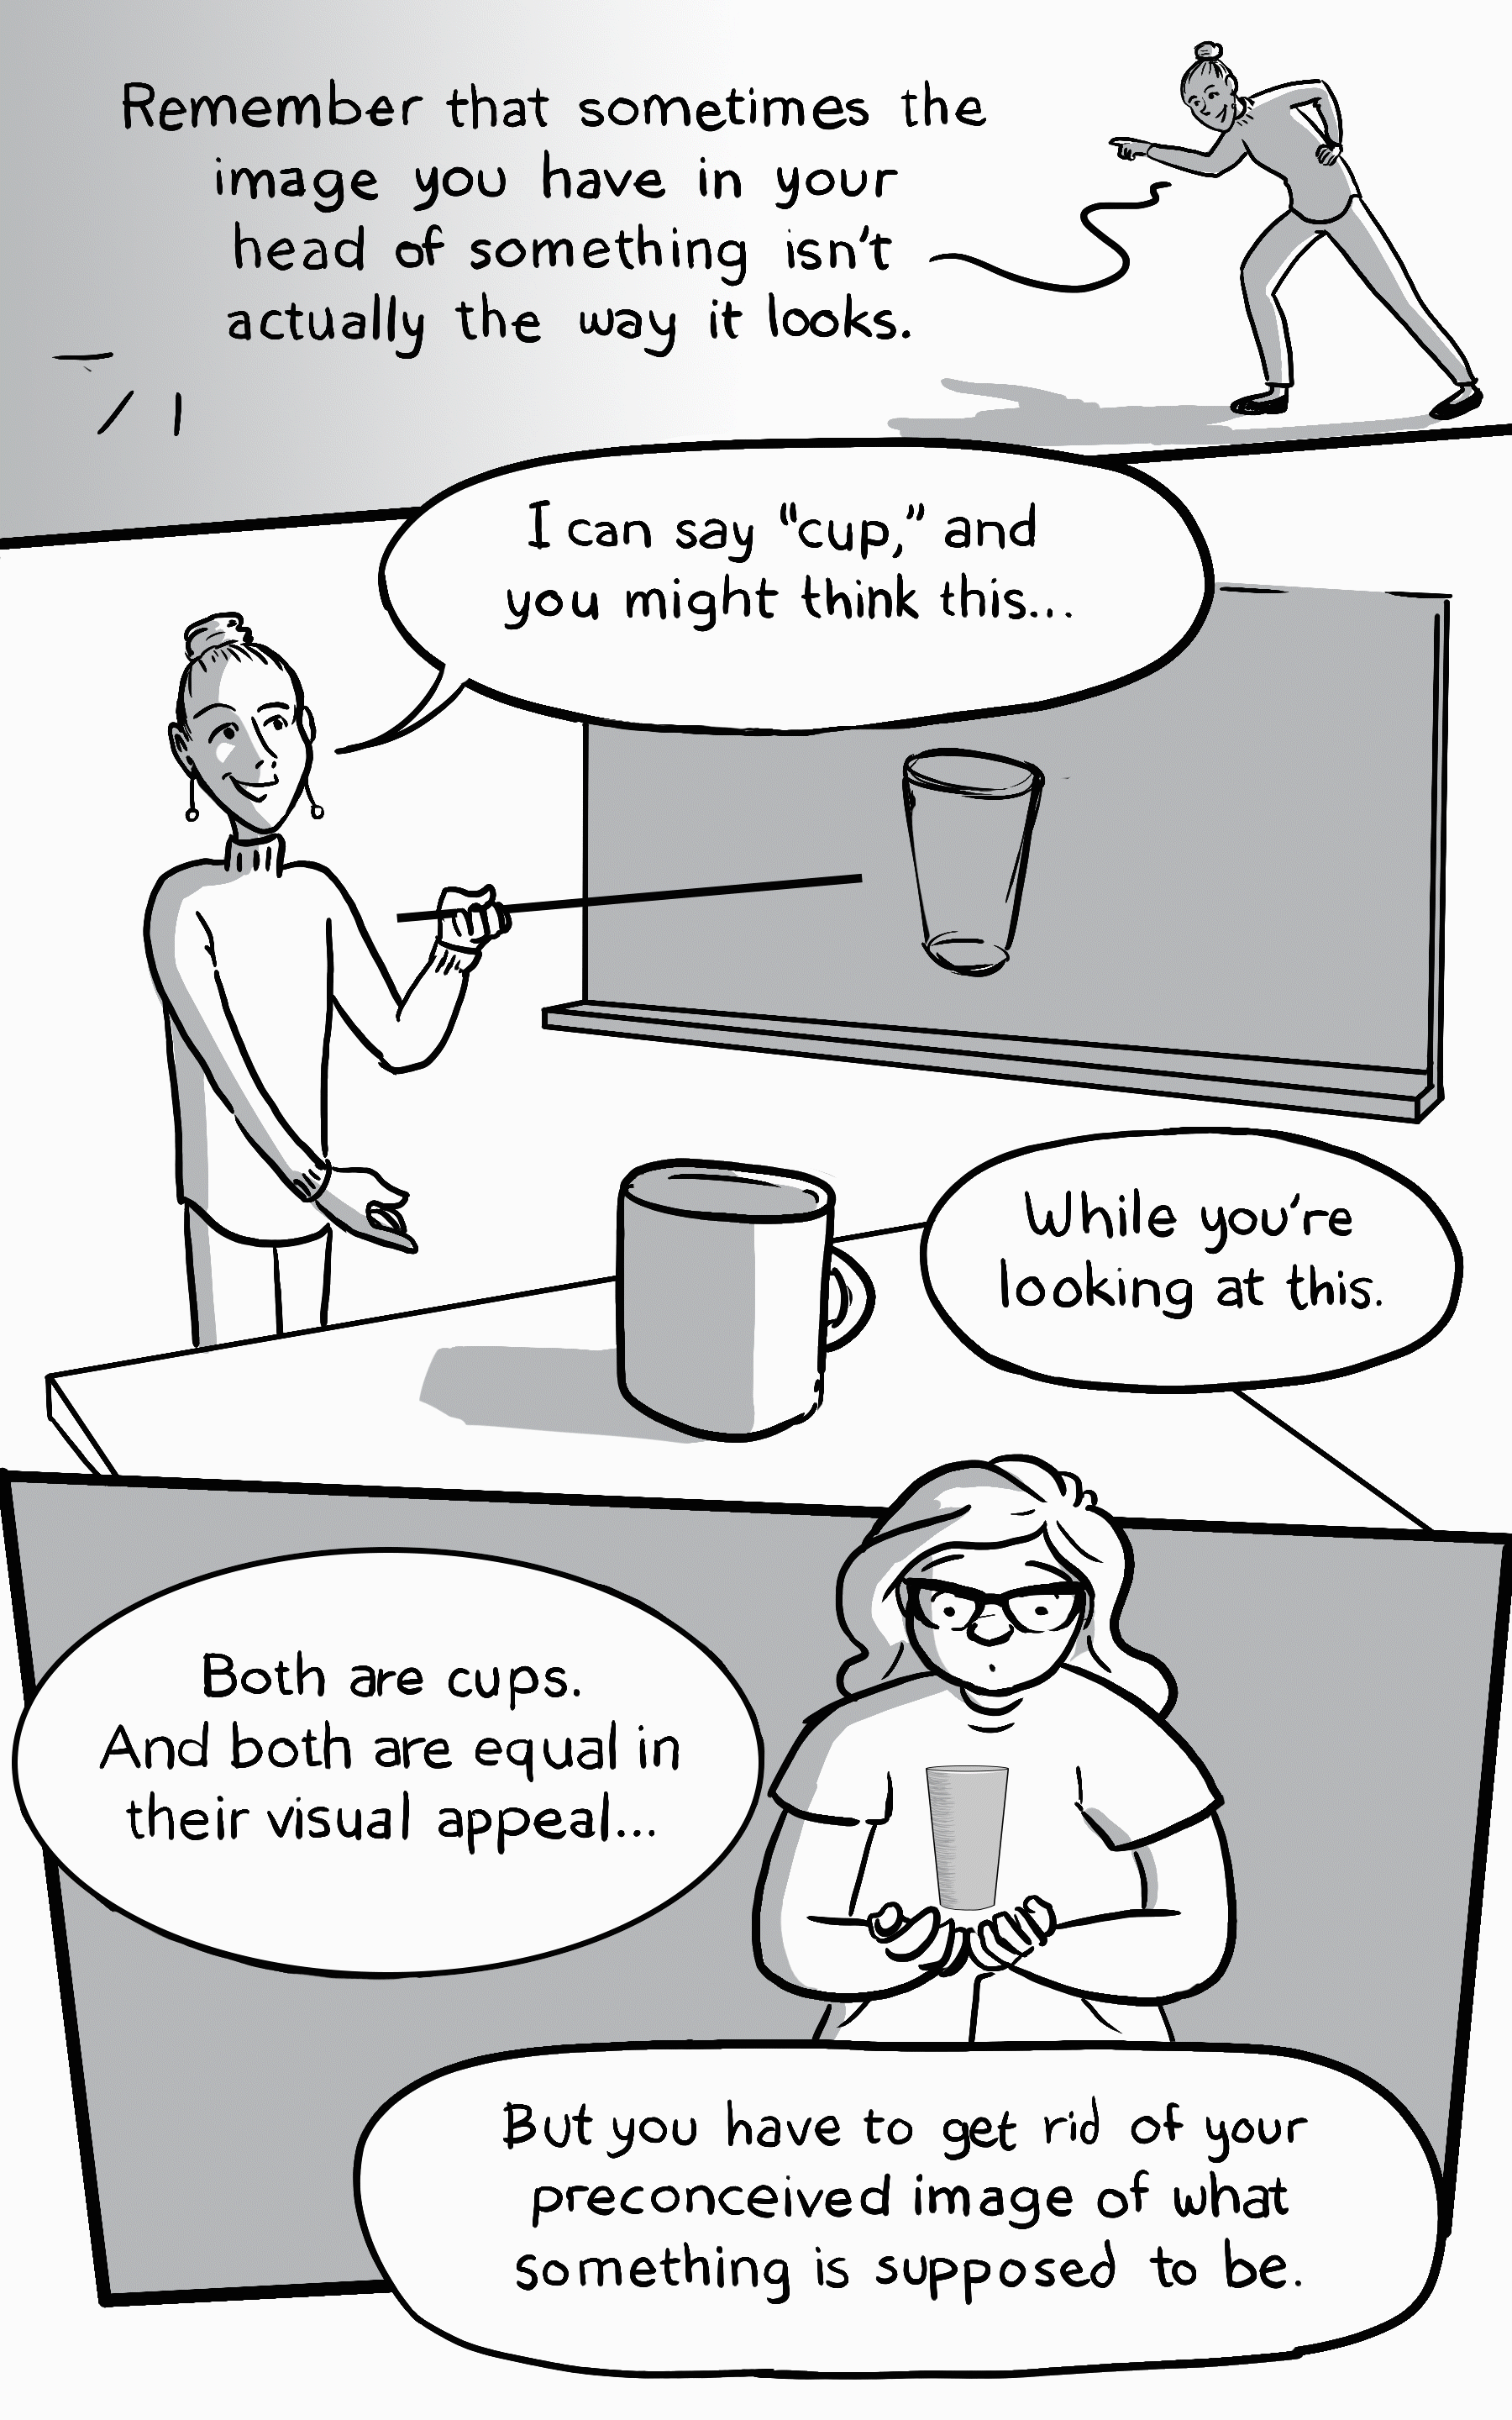 Remember that sometimes the
image you have in your
head of something isn't
actually the way it looks.
I can say "cup," and
you might think this...
While you're
looking at this.
Both are cups.
And both are equal in
their visual appeal...
But you have to get rid of your
preconceived image of what
something is supposed to be.